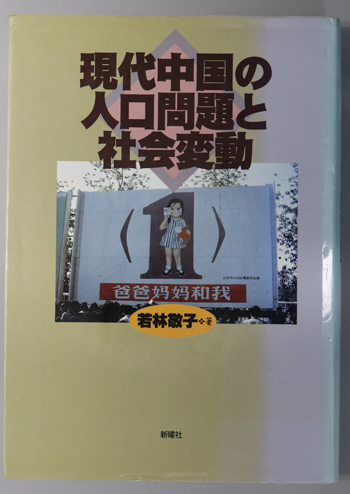 現代中国の
人口問題と
社会変動
1
爸爸妈妈和我
若林敬子 著
新曜社